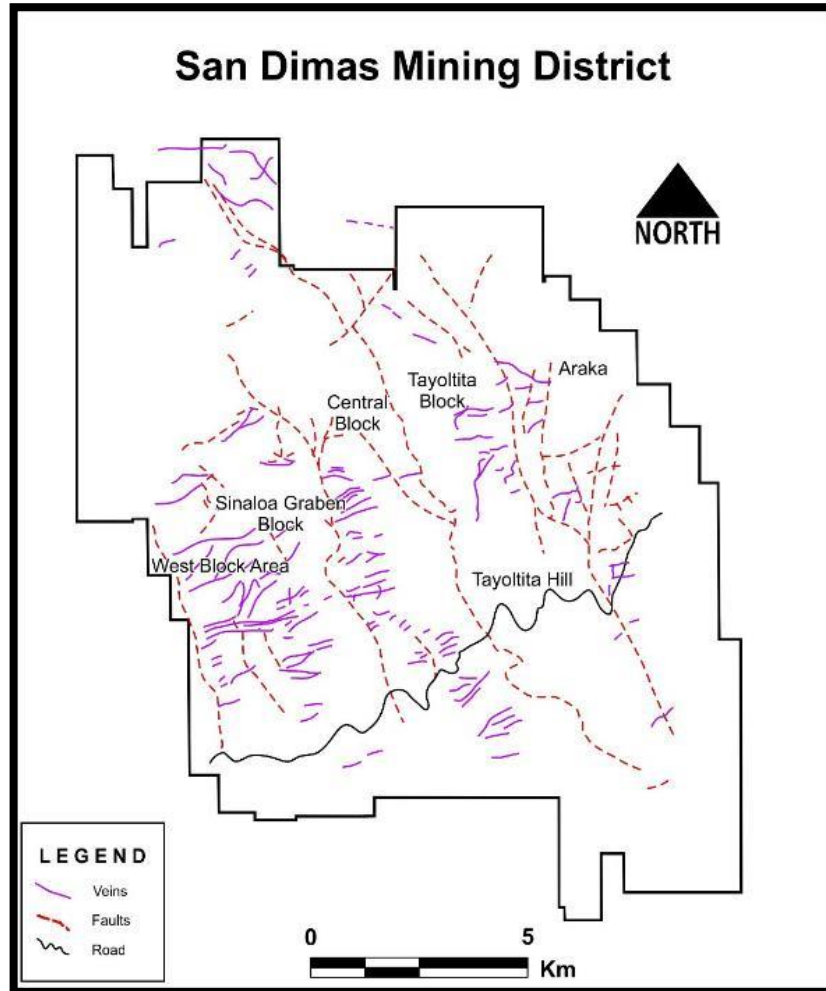 San Dimas Mining District
NORTH
Araka
Tayoltita
Block
Central
Block
Sinaloa Graben
Block
West Block Area
Tayoltita Hill
LEGEND
Veins
Faults
Road
0 5
Km